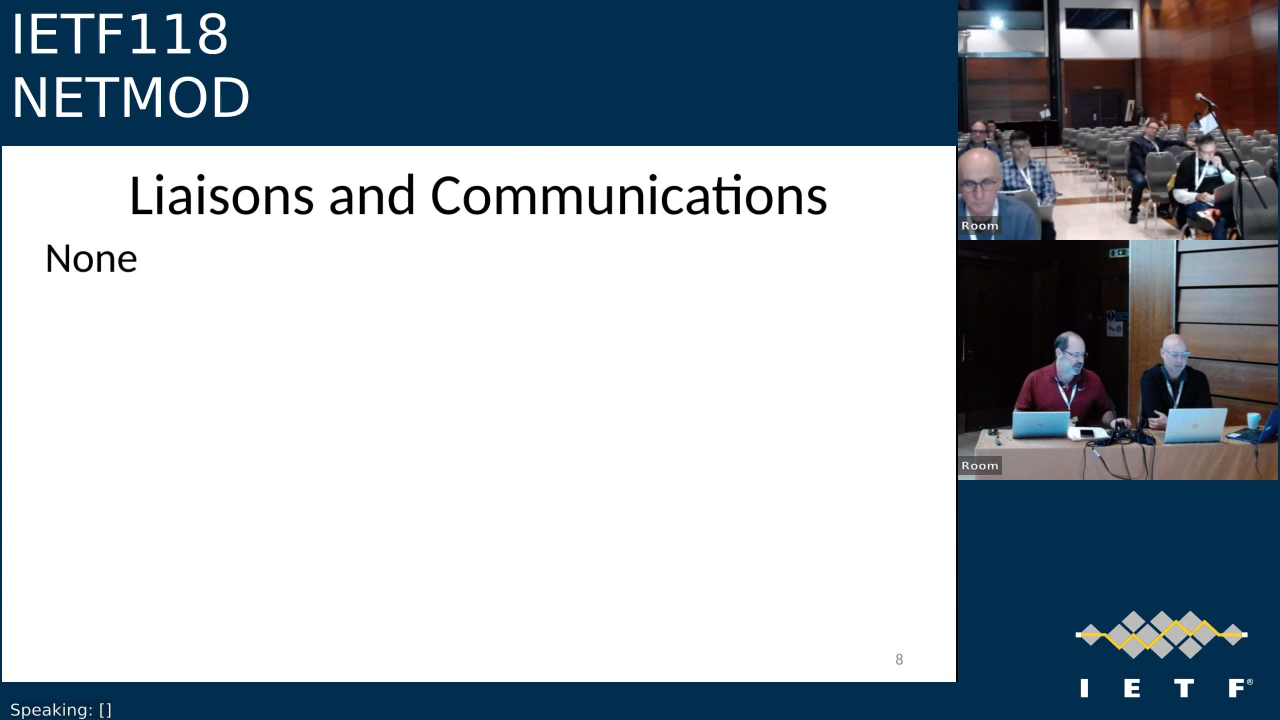 IETF118
NETMOD
Liaisons and Communications
None
8
Room
Room
I E T F®
Speaking: []